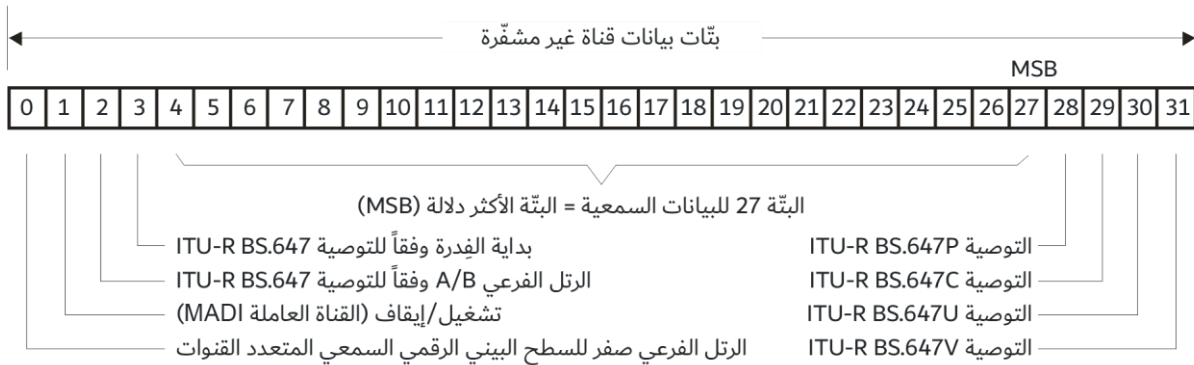 بتّات بيانات قناة غير مشفّرة
MSB
0 1 2 3 4 5 6 7 8 9 10 11 12 13 14 15 16 17 18 19 20 21 22 23 24 25 26 27 28 29 30 31
البتّة 27 للبيانات السمعية = البتّة الأكثر دلالة (MSB)
التوصية ITU-R BS.647P
بداية الفِدرة وفقاً للتوصية ITU-R BS.647
التوصية ITU-R BS.647C
الرتل الفرعي A/B وفقاً للتوصية ITU-R BS.647
التوصية ITU-R BS.647U
تشغيل/إيقاف (القناة العاملة MADI)
التوصية ITU-R BS.647V
الرتل الفرعي صفر للسطح البيني الرقمي السمعي المتعدد القنوات